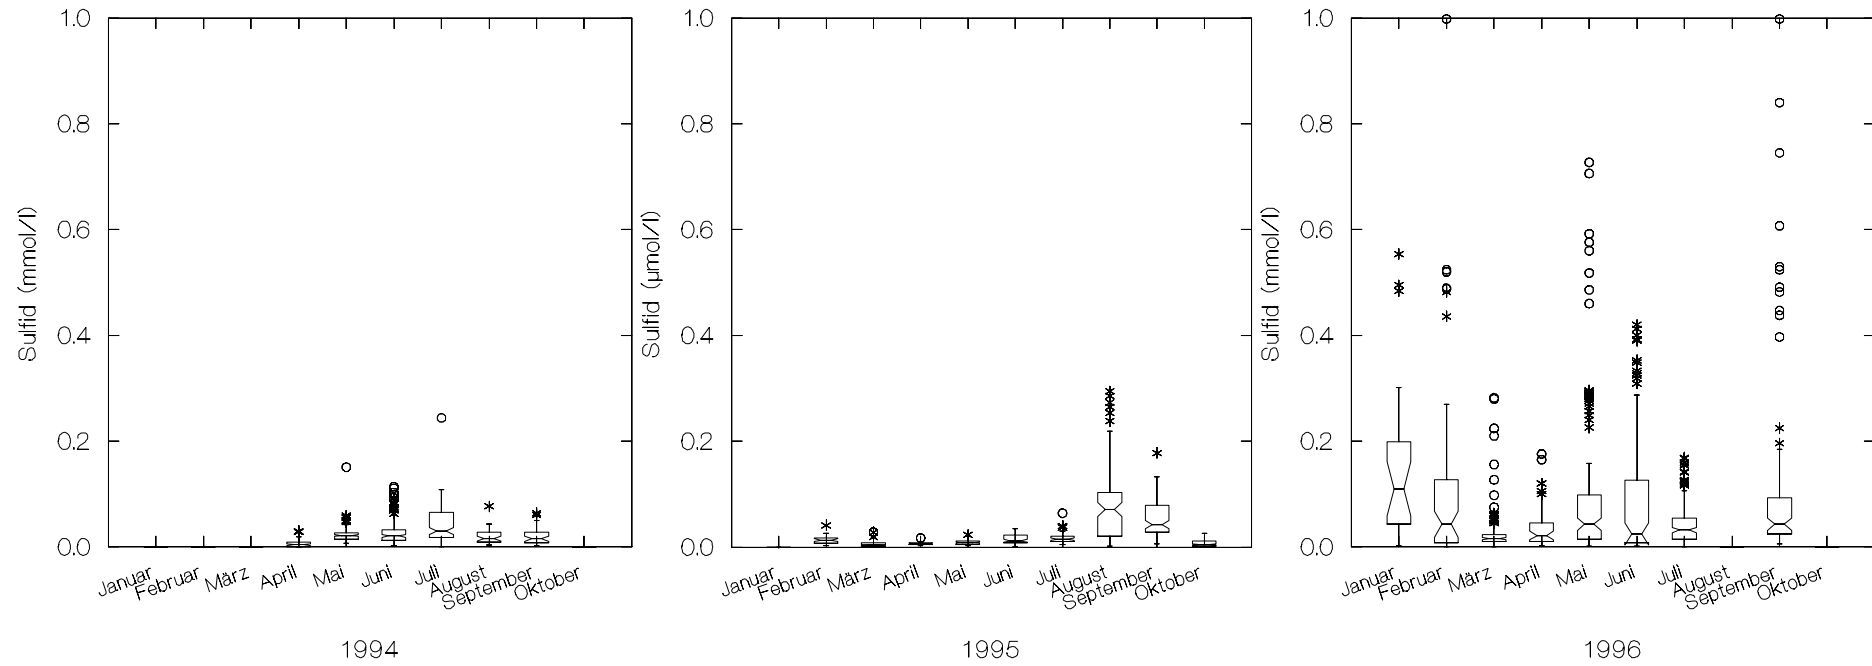 1.0 1.0 1.0
0.8 0.8 0.8
0.6 0.6 0.6
Sulfid (mmol/l) Sulfid (µmol/l) Sulfid (mmol/l)
0.4 0.4 0.4
0.2 0.2 0.2
0.0 0.0 0.0
Januar Februar März April Mai Juni Juli August September Oktober
Januar Februar März April Mai Juni Juli August September Oktober
Januar Februar März April Mai Juni Juli August September Oktober
1994 1995 1996